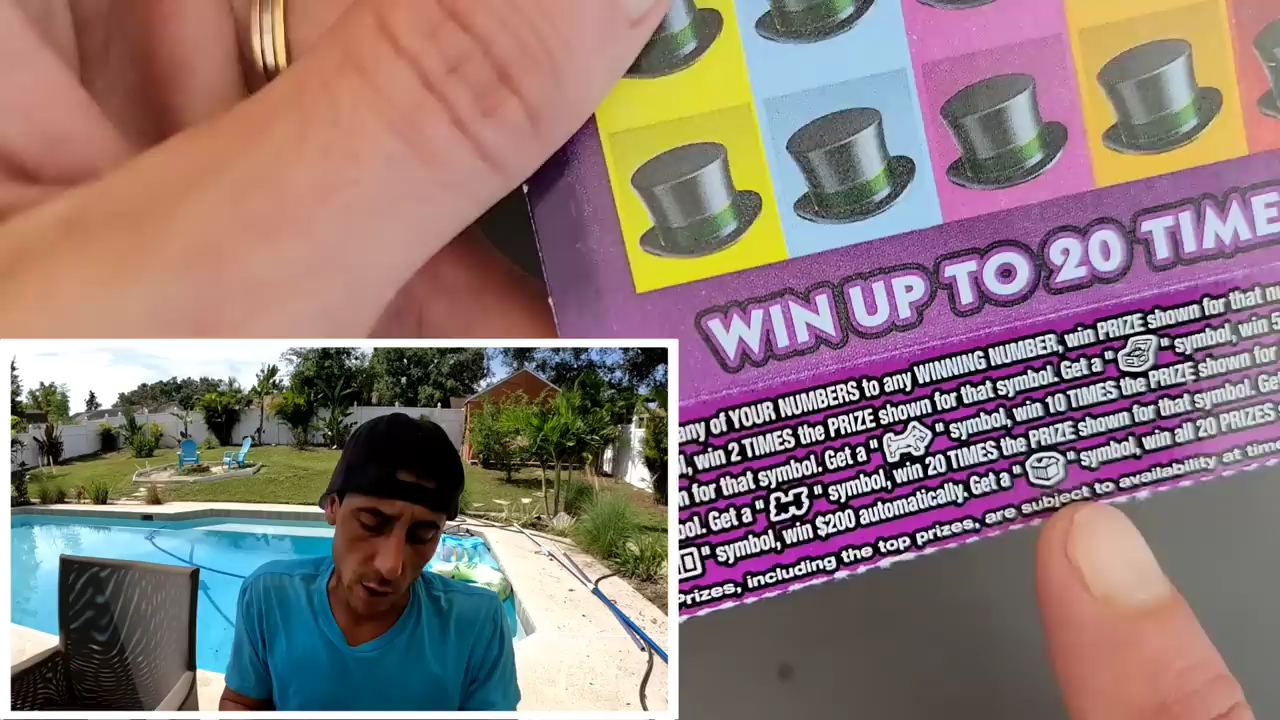 WIN UP TO 20 TIME
any of YOUR NUMBERS to any WINNING NUMBER, win PRIZE shown for that nu
l, win 2 TIMES the PRIZE shown for that symbol. Get a " " symbol, win 5
n for that symbol. Get a " " symbol, win 10 TIMES the PRIZE shown for
bol. Get a " " symbol, win 20 TIMES the PRIZE shown for that symbol. Get
" symbol, win $200 automatically. Get a " " symbol, win all 20 PRIZES
Prizes, including the top prizes, are subject to availability at time